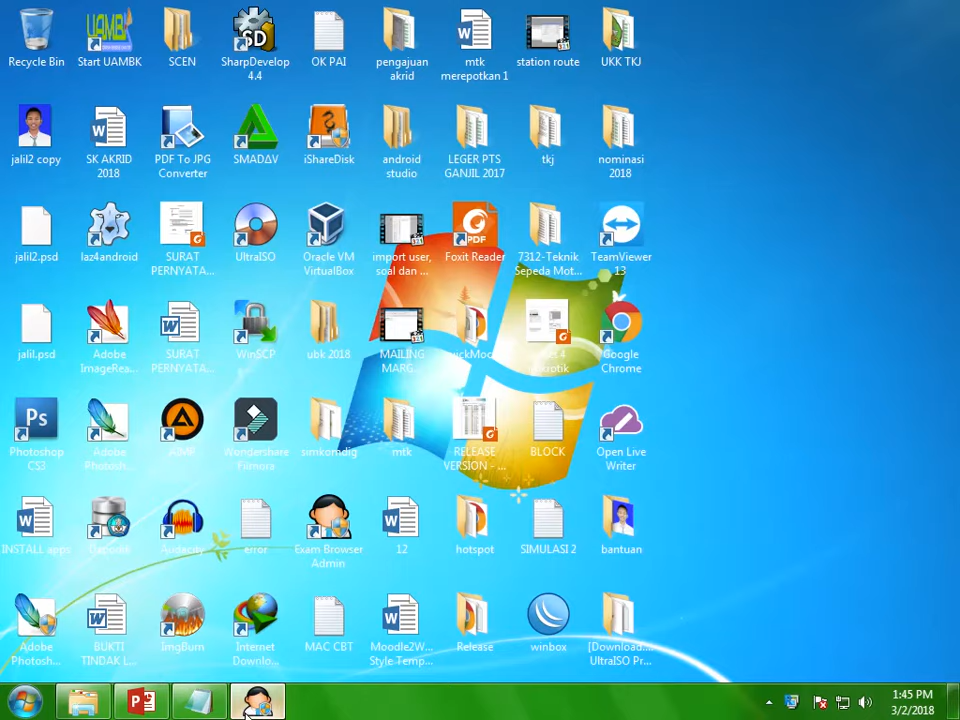 Recycle Bin
Start UAMBK
SCEN
SharpDevelop
4.4
OK PAI
pengajuan
akrid
mtk
merepotkan 1
station route
UKK TKJ
jalil2 copy
SK AKRID
2018
PDF To JPG
Converter
SMADΔV
iShareDisk
android
studio
LEGER PTS
GANJIL 2017
tkj
nominasi
2018
jalil2.psd
laz4android
SURAT
PERNYATA...
UltraISO
Oracle VM
VirtualBox
import user,
soal dan ...
Foxit Reader
7312-Teknik
Sepeda Mot...
TeamViewer
13
jalil.psd
Adobe
ImageRea...
SURAT
PERNYATA...
WinSCP
ubk 2018
MAILING
MARG...
Google
Chrome
Photoshop
CS3
Adobe
Photosh...
AIMP
Wondershare
Filmora
simkomdig
mtk
RELEASE
VERSION - ...
BLOCK
Open Live
Writer
INSTALL apps
Dapodik
Audacity
error
Exam Browser
Admin
12
hotspot
SIMULASI 2
bantuan
Adobe
Photosh...
BUKTI
TINDAK L...
ImgBurn
Internet
Downlo...
MAC CBT
Moodle2W...
Style Temp...
Release
winbox
[Download....
UltraISO Pr...
1:45 PM
3/2/2018